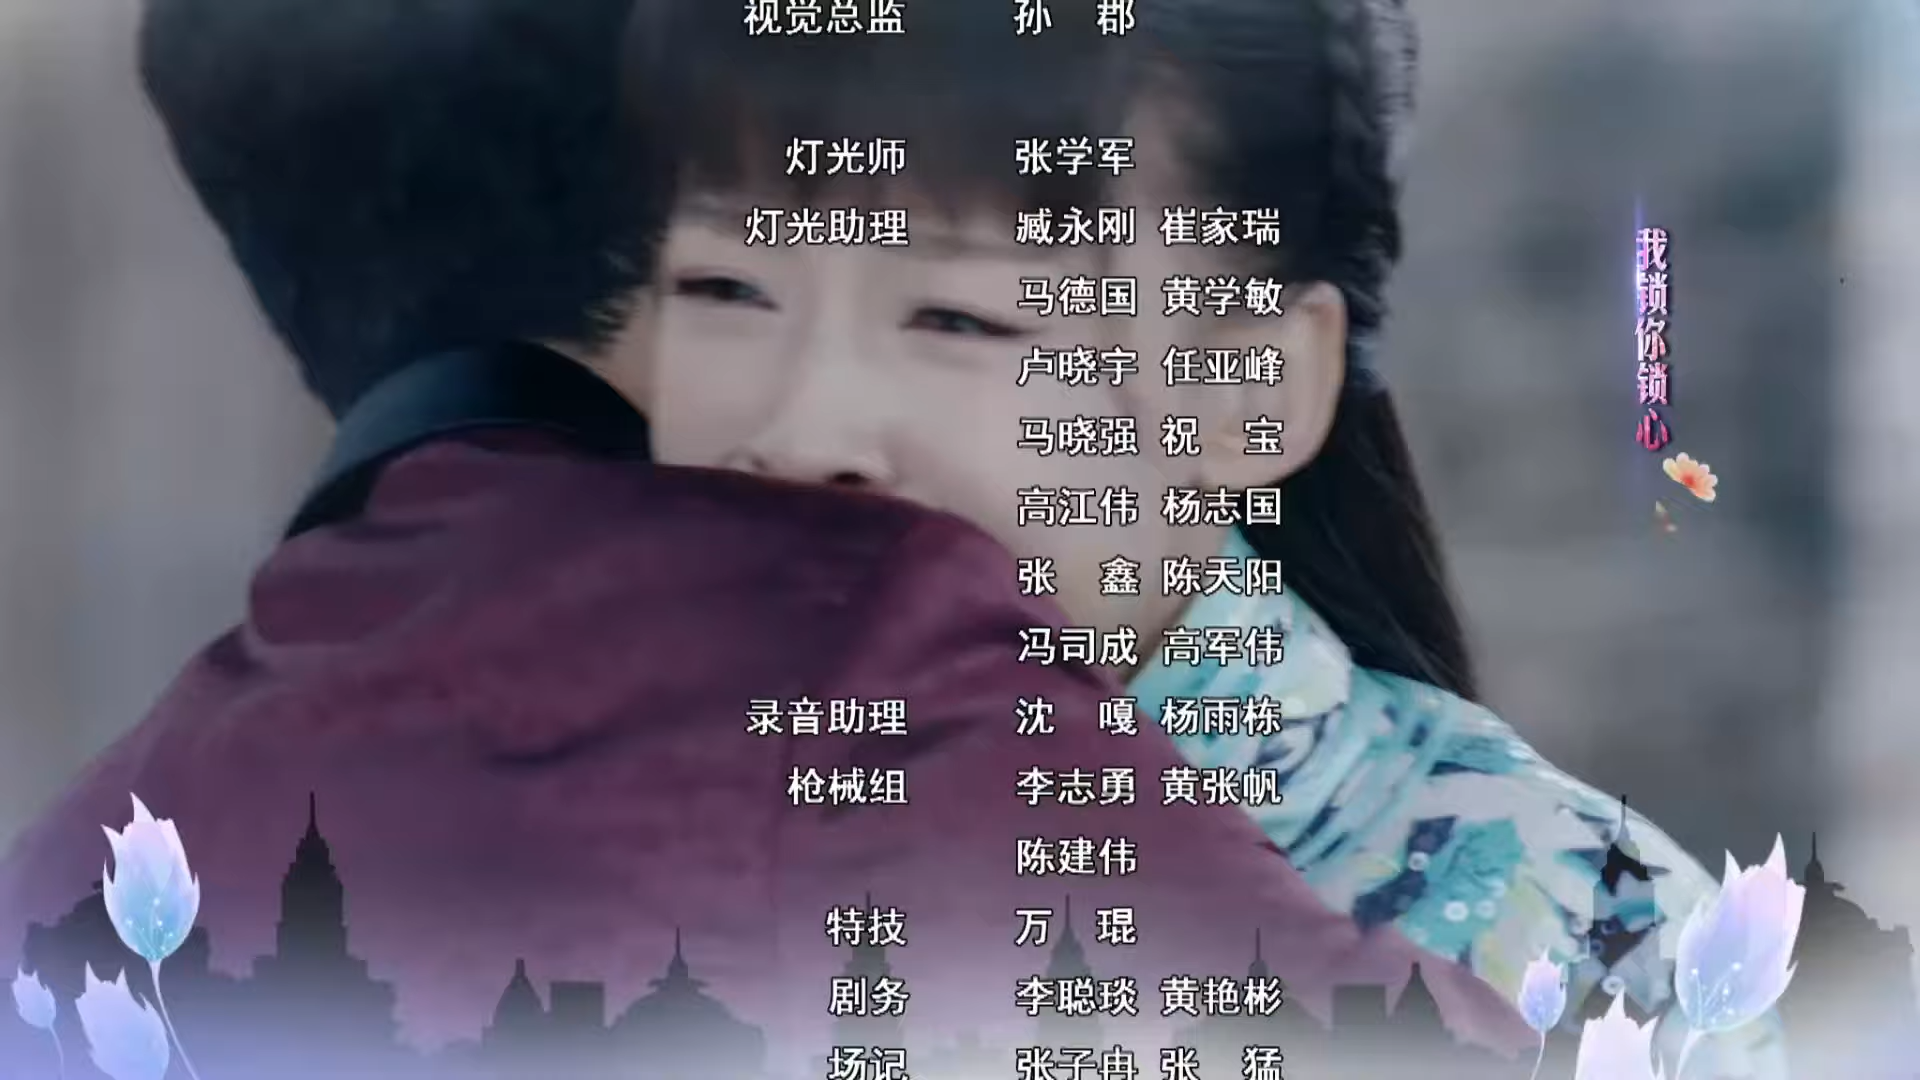 视觉总监 孙 郡
灯光师 张学军
灯光助理 臧永刚 崔家瑞
马德国 黄学敏
卢晓宇 任亚峰
马晓强 祝 宝
高江伟 杨志国
张 鑫 陈天阳
冯司成 高军伟
录音助理 沈 嘎 杨雨栋
枪械组 李志勇 黄张帆
陈建伟
特技 万 琨
剧务 李聪琰 黄艳彬
场记 张子冉 张 猛
我锁你锁心